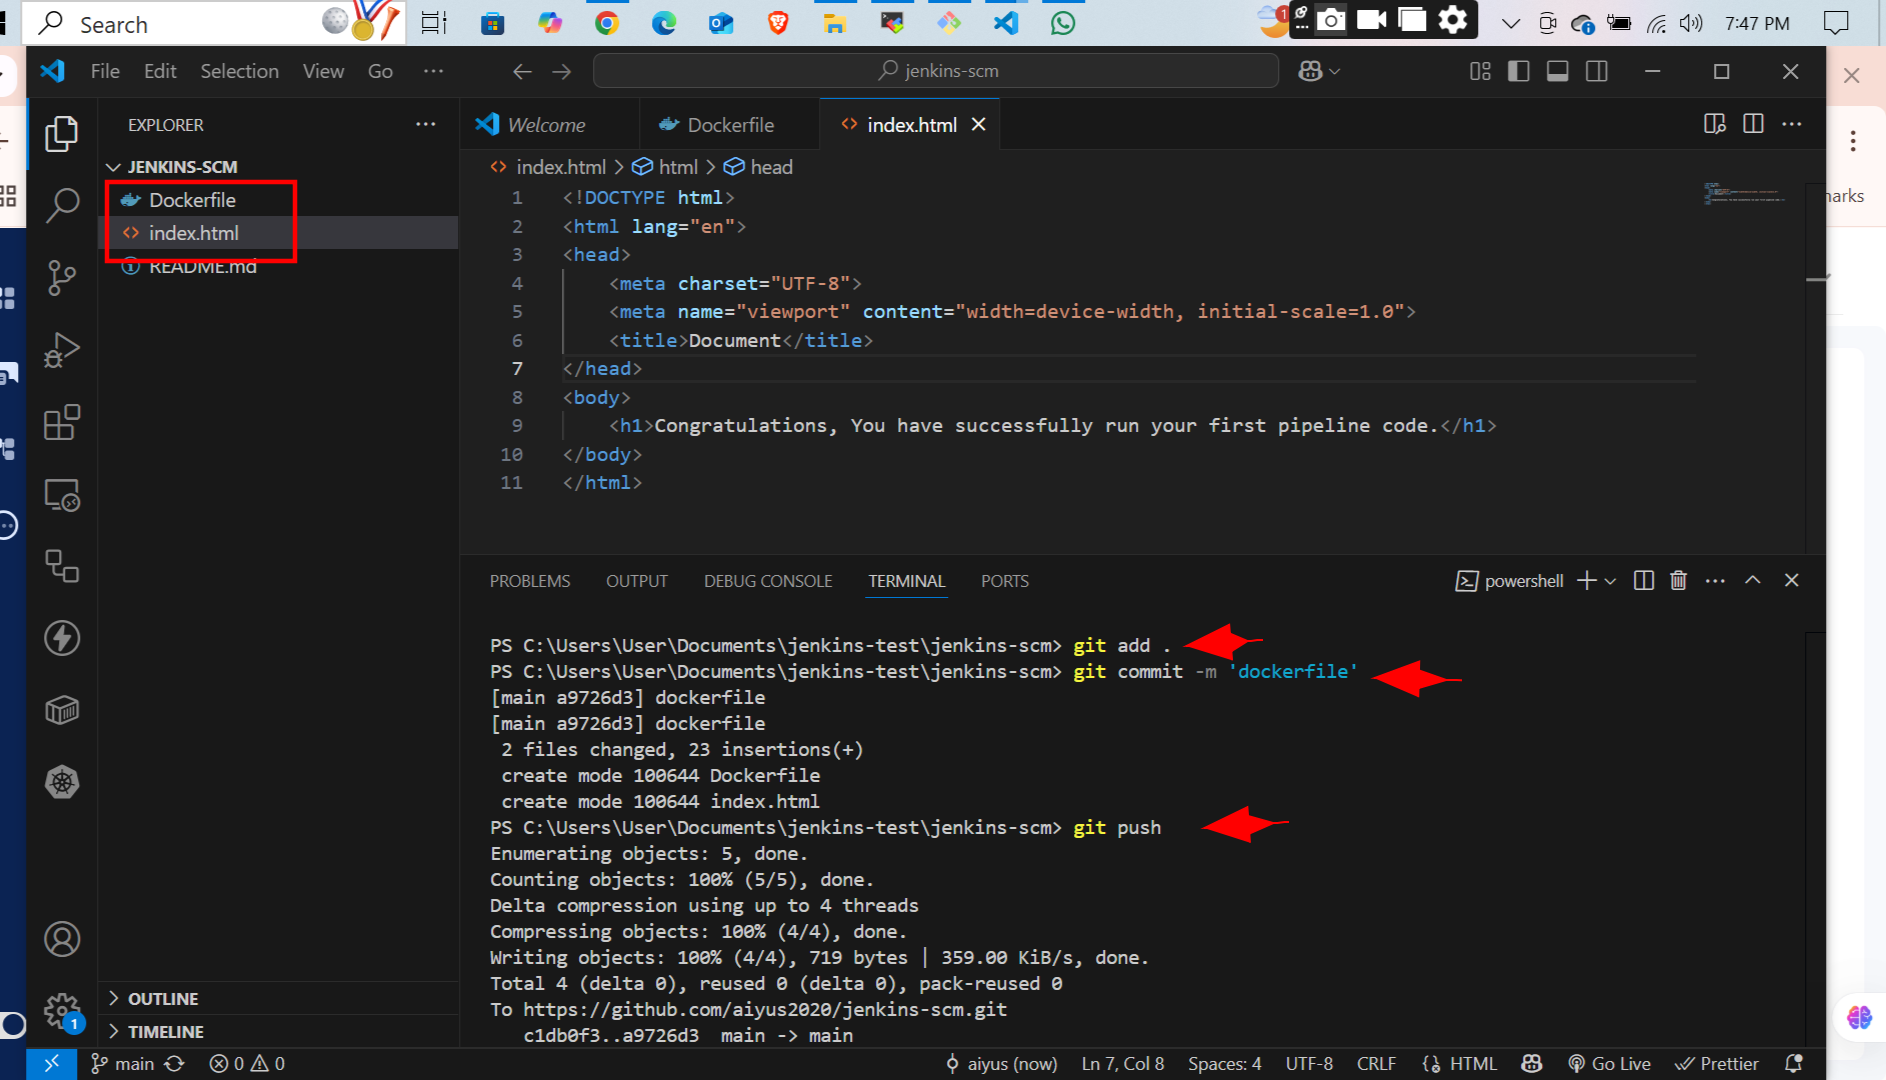 Search
1
7:47 PM
File Edit Selection View Go
jenkins-scm
EXPLORER
Welcome
Dockerfile
index.html
JENKINS-SCM
index.html > html > head
Dockerfile
index.html
README.md
arks
1 <!DOCTYPE html>
2 <html lang="en">
3 <head>
4 <meta charset="UTF-8">
5 <meta name="viewport" content="width=device-width, initial-scale=1.0">
6 <title>Document</title>
7 </head>
8 <body>
9 <h1>Congratulations, You have successfully run your first pipeline code.</h1>
10 </body>
11 </html>
PROBLEMS OUTPUT DEBUG CONSOLE TERMINAL PORTS
powershell
PS C:\Users\User\Documents\jenkins-test\jenkins-scm> git add .
PS C:\Users\User\Documents\jenkins-test\jenkins-scm> git commit -m 'dockerfile'
[main a9726d3] dockerfile
[main a9726d3] dockerfile
2 files changed, 23 insertions(+)
create mode 100644 Dockerfile
create mode 100644 index.html
PS C:\Users\User\Documents\jenkins-test\jenkins-scm> git push
Enumerating objects: 5, done.
Counting objects: 100% (5/5), done.
Delta compression using up to 4 threads
Compressing objects: 100% (4/4), done.
Writing objects: 100% (4/4), 719 bytes | 359.00 KiB/s, done.
Total 4 (delta 0), reused 0 (delta 0), pack-reused 0
To https://github.com/aiyus2020/jenkins-scm.git
c1db0f3..a9726d3 main -> main
OUTLINE
TIMELINE
1
main 0 0
aiyus (now) Ln 7, Col 8 Spaces: 4 UTF-8 CRLF HTML Go Live Prettier